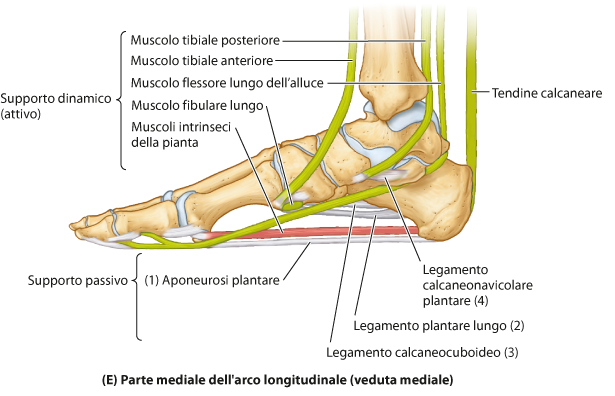 Muscolo tibiale posteriore
Muscolo tibiale anteriore
Muscolo flessore lungo dell'alluce
Muscolo fibulare lungo
Muscoli intrinseci
della pianta
Supporto dinamico
(attivo)
Tendine calcaneare
Supporto passivo
(1) Aponeurosi plantare
Legamento
calcaneonavicolare
plantare (4)
Legamento plantare lungo (2)
Legamento calcaneocuboideo (3)
(E) Parte mediale dell'arco longitudinale (veduta mediale)